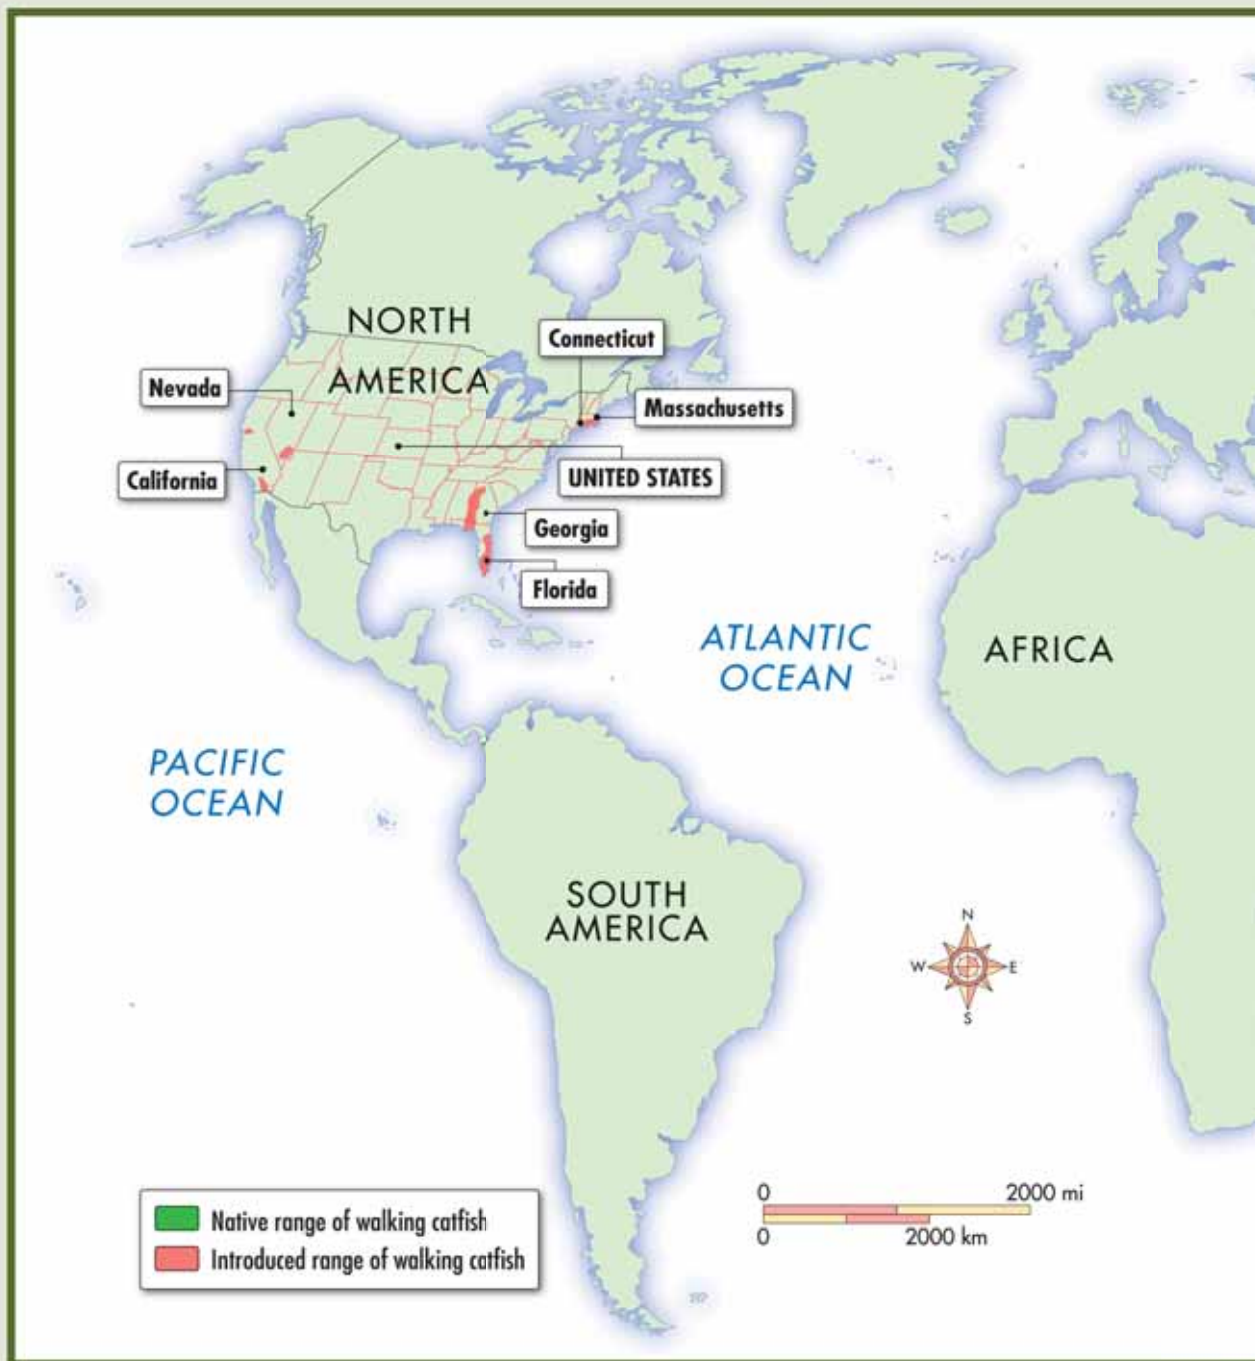 NORTH
AMERICA
Connecticut
Nevada
Massachusetts
California
UNITED STATES
Georgia
Florida
ATLANTIC
OCEAN
AFRICA
PACIFIC
OCEAN
SOUTH
AMERICA
N
W
E
S
0
2000 mi
0
2000 km
Native range of walking catfish
Introduced range of walking catfish